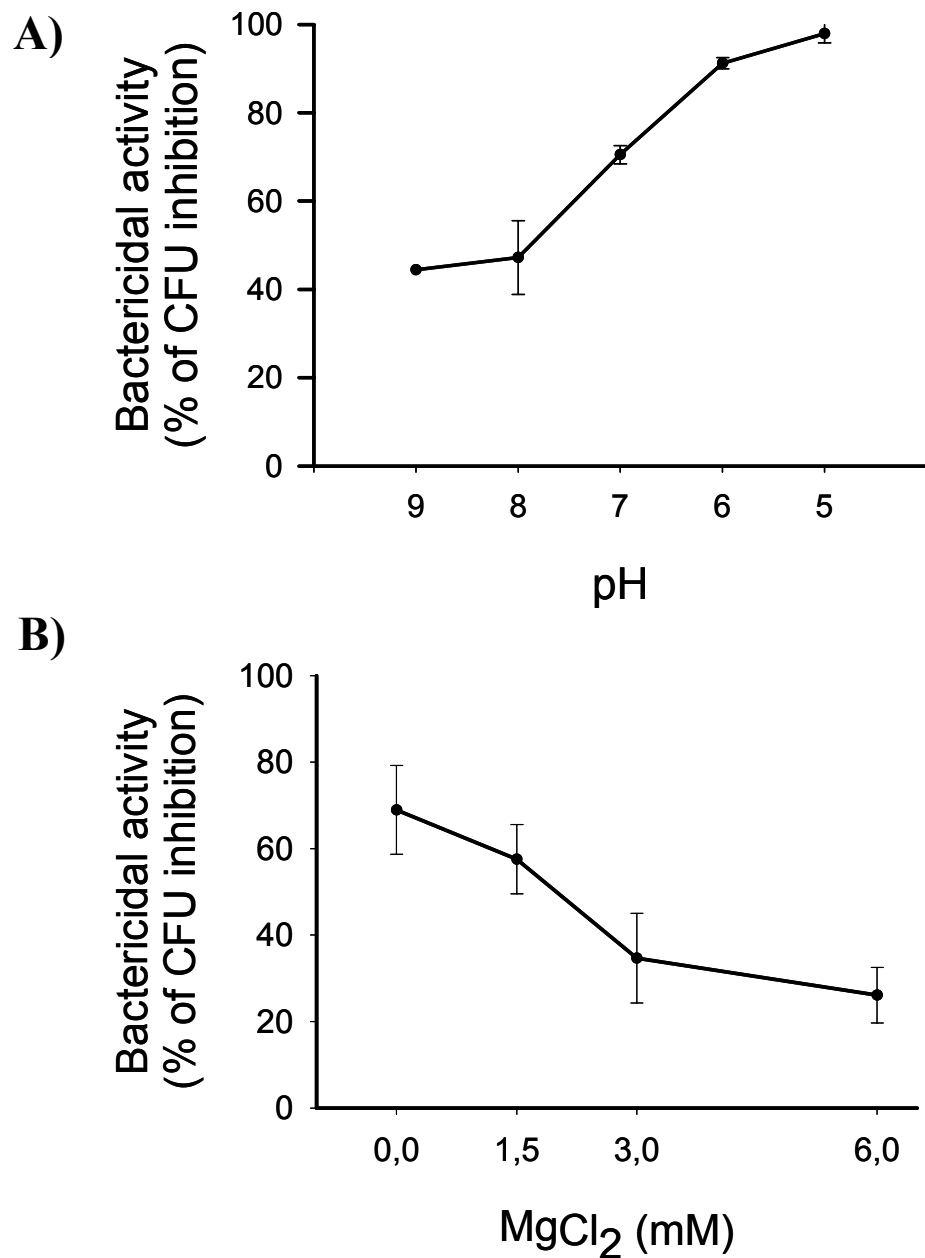 A)
Bactericidal activity
(% of CFU inhibition)
100
80
60
40
20
0
9 8 7 6 5
pH
B)
Bactericidal activity
(% of CFU inhibition)
100
80
60
40
20
0
0,0 1,5 3,0 6,0
MgCl2 (mM)